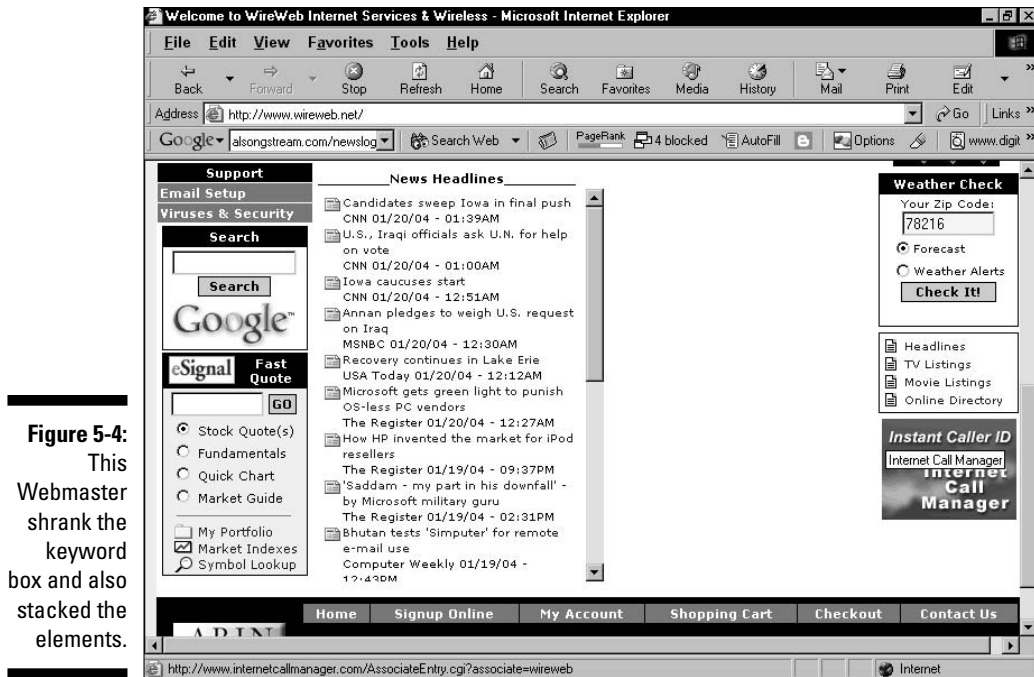 Welcome to WireWeb Internet Services & Wireless - Microsoft Internet Explorer
File Edit View Favorites Tools Help
Back Forward Stop Refresh Home Search Favorites Media History Mail Print Edit
Address http://www.wireweb.net/ Go Links
Google alsongstream.com/newslog Search Web PageRank 4 blocked AutoFill Options www.digit
Support
Email Setup
Viruses & Security
Search
Search
Google™
eSignal Fast Quote
GO
Stock Quote(s)
Fundamentals
Quick Chart
Market Guide
My Portfolio
Market Indexes
Symbol Lookup
News Headlines
Candidates sweep Iowa in final push
CNN 01/20/04 - 01:39AM
U.S., Iraqi officials ask U.N. for help
on vote
CNN 01/20/04 - 01:00AM
Iowa caucuses start
CNN 01/20/04 - 12:51AM
Annan pledges to weigh U.S. request
on Iraq
MSNBC 01/20/04 - 12:30AM
Recovery continues in Lake Erie
USA Today 01/20/04 - 12:12AM
Microsoft gets green light to punish
OS-less PC vendors
The Register 01/20/04 - 12:27AM
How HP invented the market for iPod
resellers
The Register 01/19/04 - 09:37PM
'Saddam - my part in his downfall' -
by Microsoft military guru
The Register 01/19/04 - 02:31PM
Bhutan tests 'Simputer' for remote
e-mail use
Computer Weekly 01/19/04 -
12:43PM
Weather Check
Your Zip Code:
78216
Forecast
Weather Alerts
Check It!
Headlines
TV Listings
Movie Listings
Online Directory
Instant Caller ID
Internet Call Manager
Internet
Call
Manager
Home Signup Online My Account Shopping Cart Checkout Contact Us
http://www.internetcallmanager.com/AssociateEntry.cgi?associate=wireweb Internet
Figure 5-4:
This
Webmaster
shrank the
keyword
box and also
stacked the
elements.